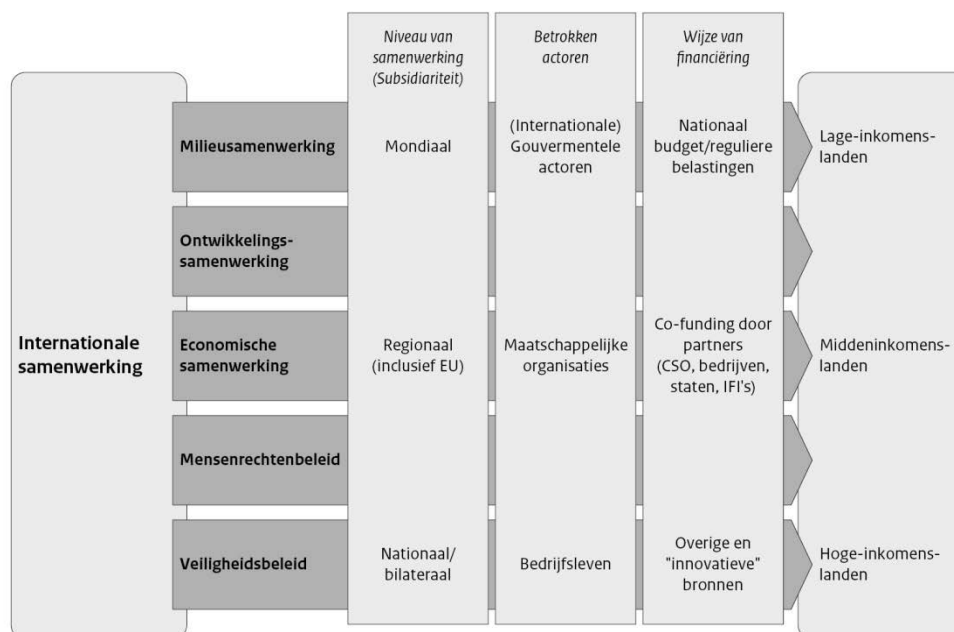 Niveau van
samenwerking
(Subsidiariteit)
Betrokken
actoren
Wijze van
financiëring
Internationale
samenwerking
Milieusamenwerking
Mondiaal
(Internationale)
Gouvermentele
actoren
Nationaal
budget/reguliere
belastingen
Lage-inkomens-
landen
Ontwikkelings-
samenwerking
Economische
samenwerking
Regionaal
(inclusief EU)
Maatschappelijke
organisaties
Co-funding door
partners
(CSO, bedrijven,
staten, IFI's)
Middeninkomens-
landen
Mensenrechtenbeleid
Veiligheidsbeleid
Nationaal/
bilateraal
Bedrijfsleven
Overige en
"innovatieve"
bronnen
Hoge-inkomens-
landen